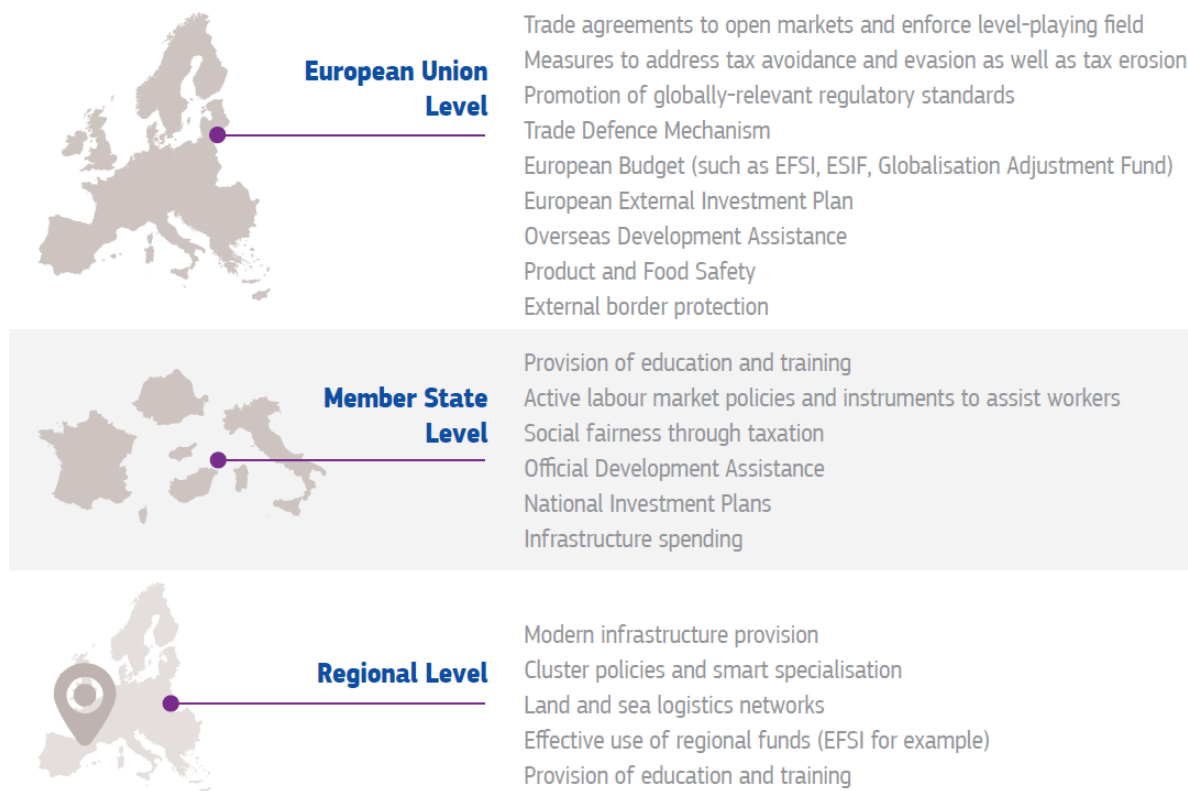 European Union
Level
Trade agreements to open markets and enforce level-playing field
Measures to address tax avoidance and evasion as well as tax erosion
Promotion of globally-relevant regulatory standards
Trade Defence Mechanism
European Budget (such as EFSI, ESIF, Globalisation Adjustment Fund)
European External Investment Plan
Overseas Development Assistance
Product and Food Safety
External border protection
Member State
Level
Provision of education and training
Active labour market policies and instruments to assist workers
Social fairness through taxation
Official Development Assistance
National Investment Plans
Infrastructure spending
Regional Level
Modern infrastructure provision
Cluster policies and smart specialisation
Land and sea logistics networks
Effective use of regional funds (EFSI for example)
Provision of education and training